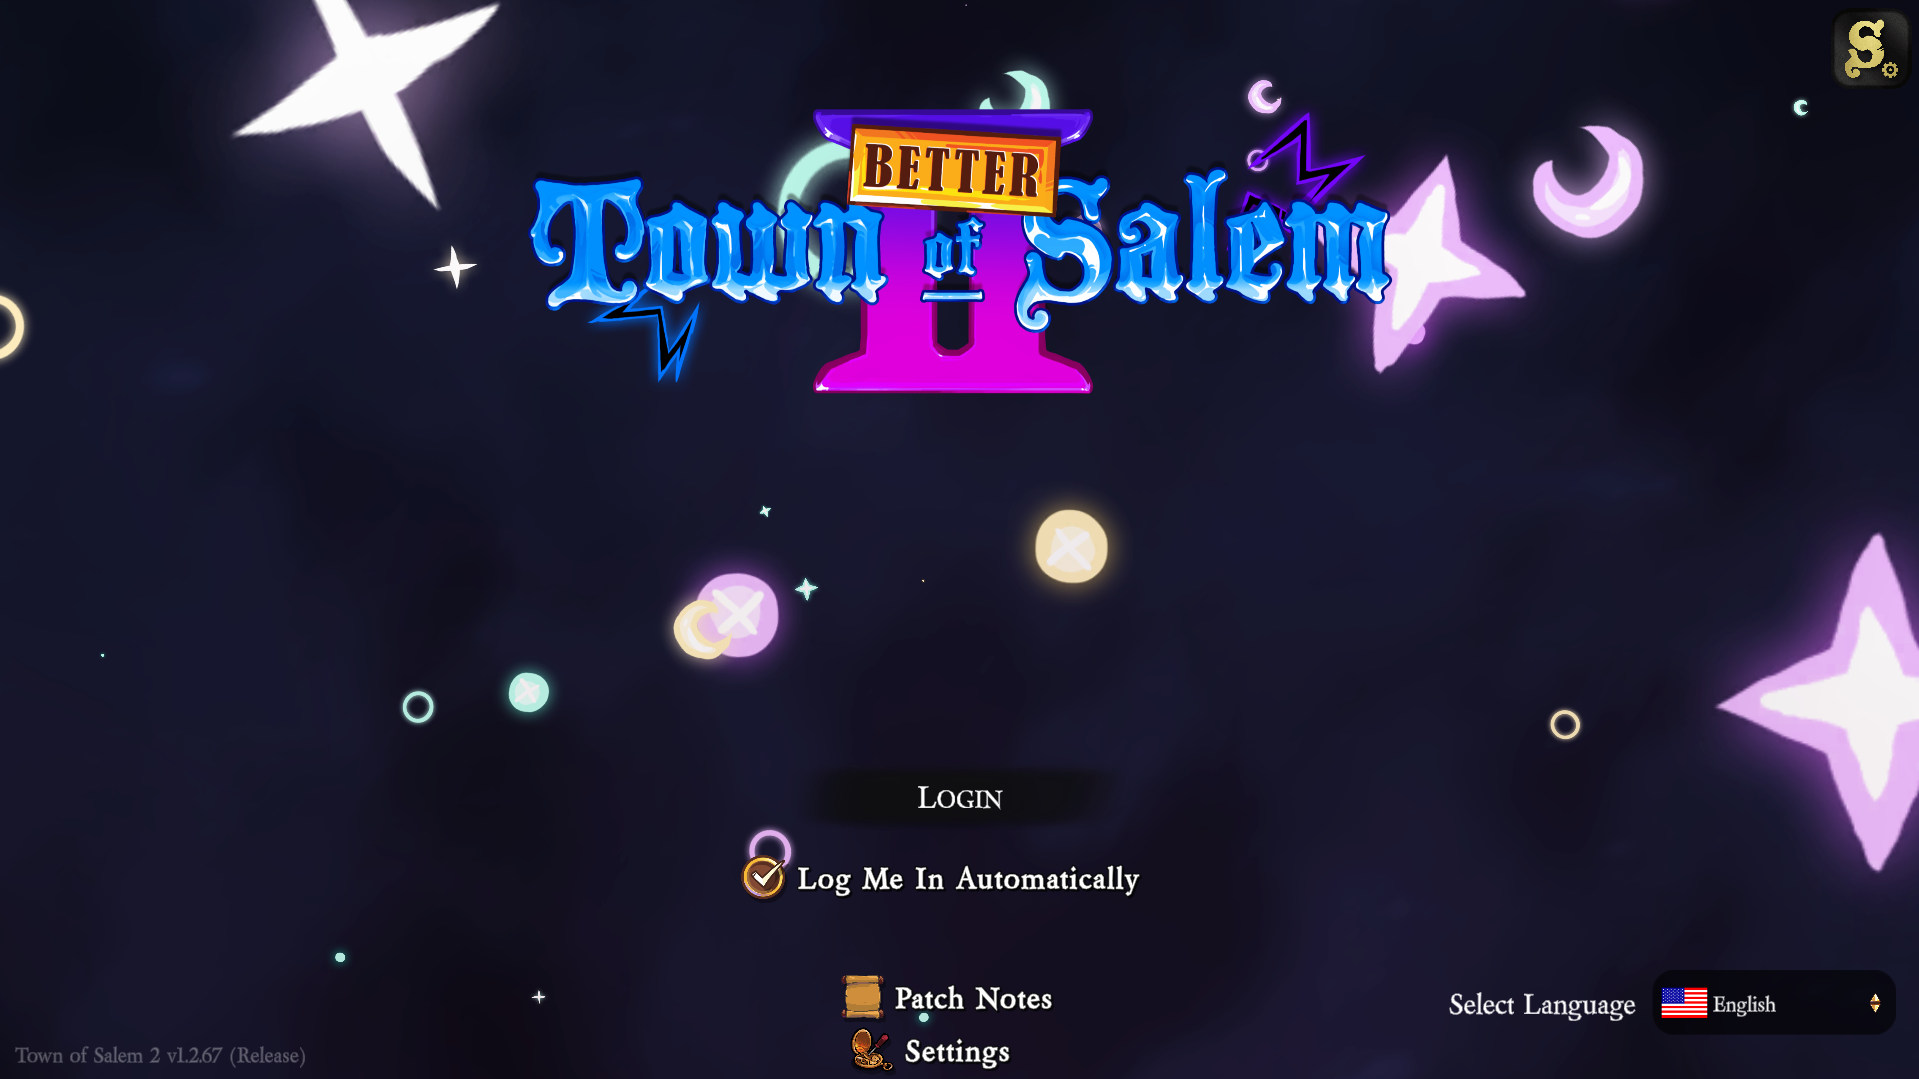 BETTER
Town of Salem
II
S
LOGIN
Log Me In Automatically
Patch Notes
Settings
Select Language
English
Town of Salem 2 v1.2.67 (Release)